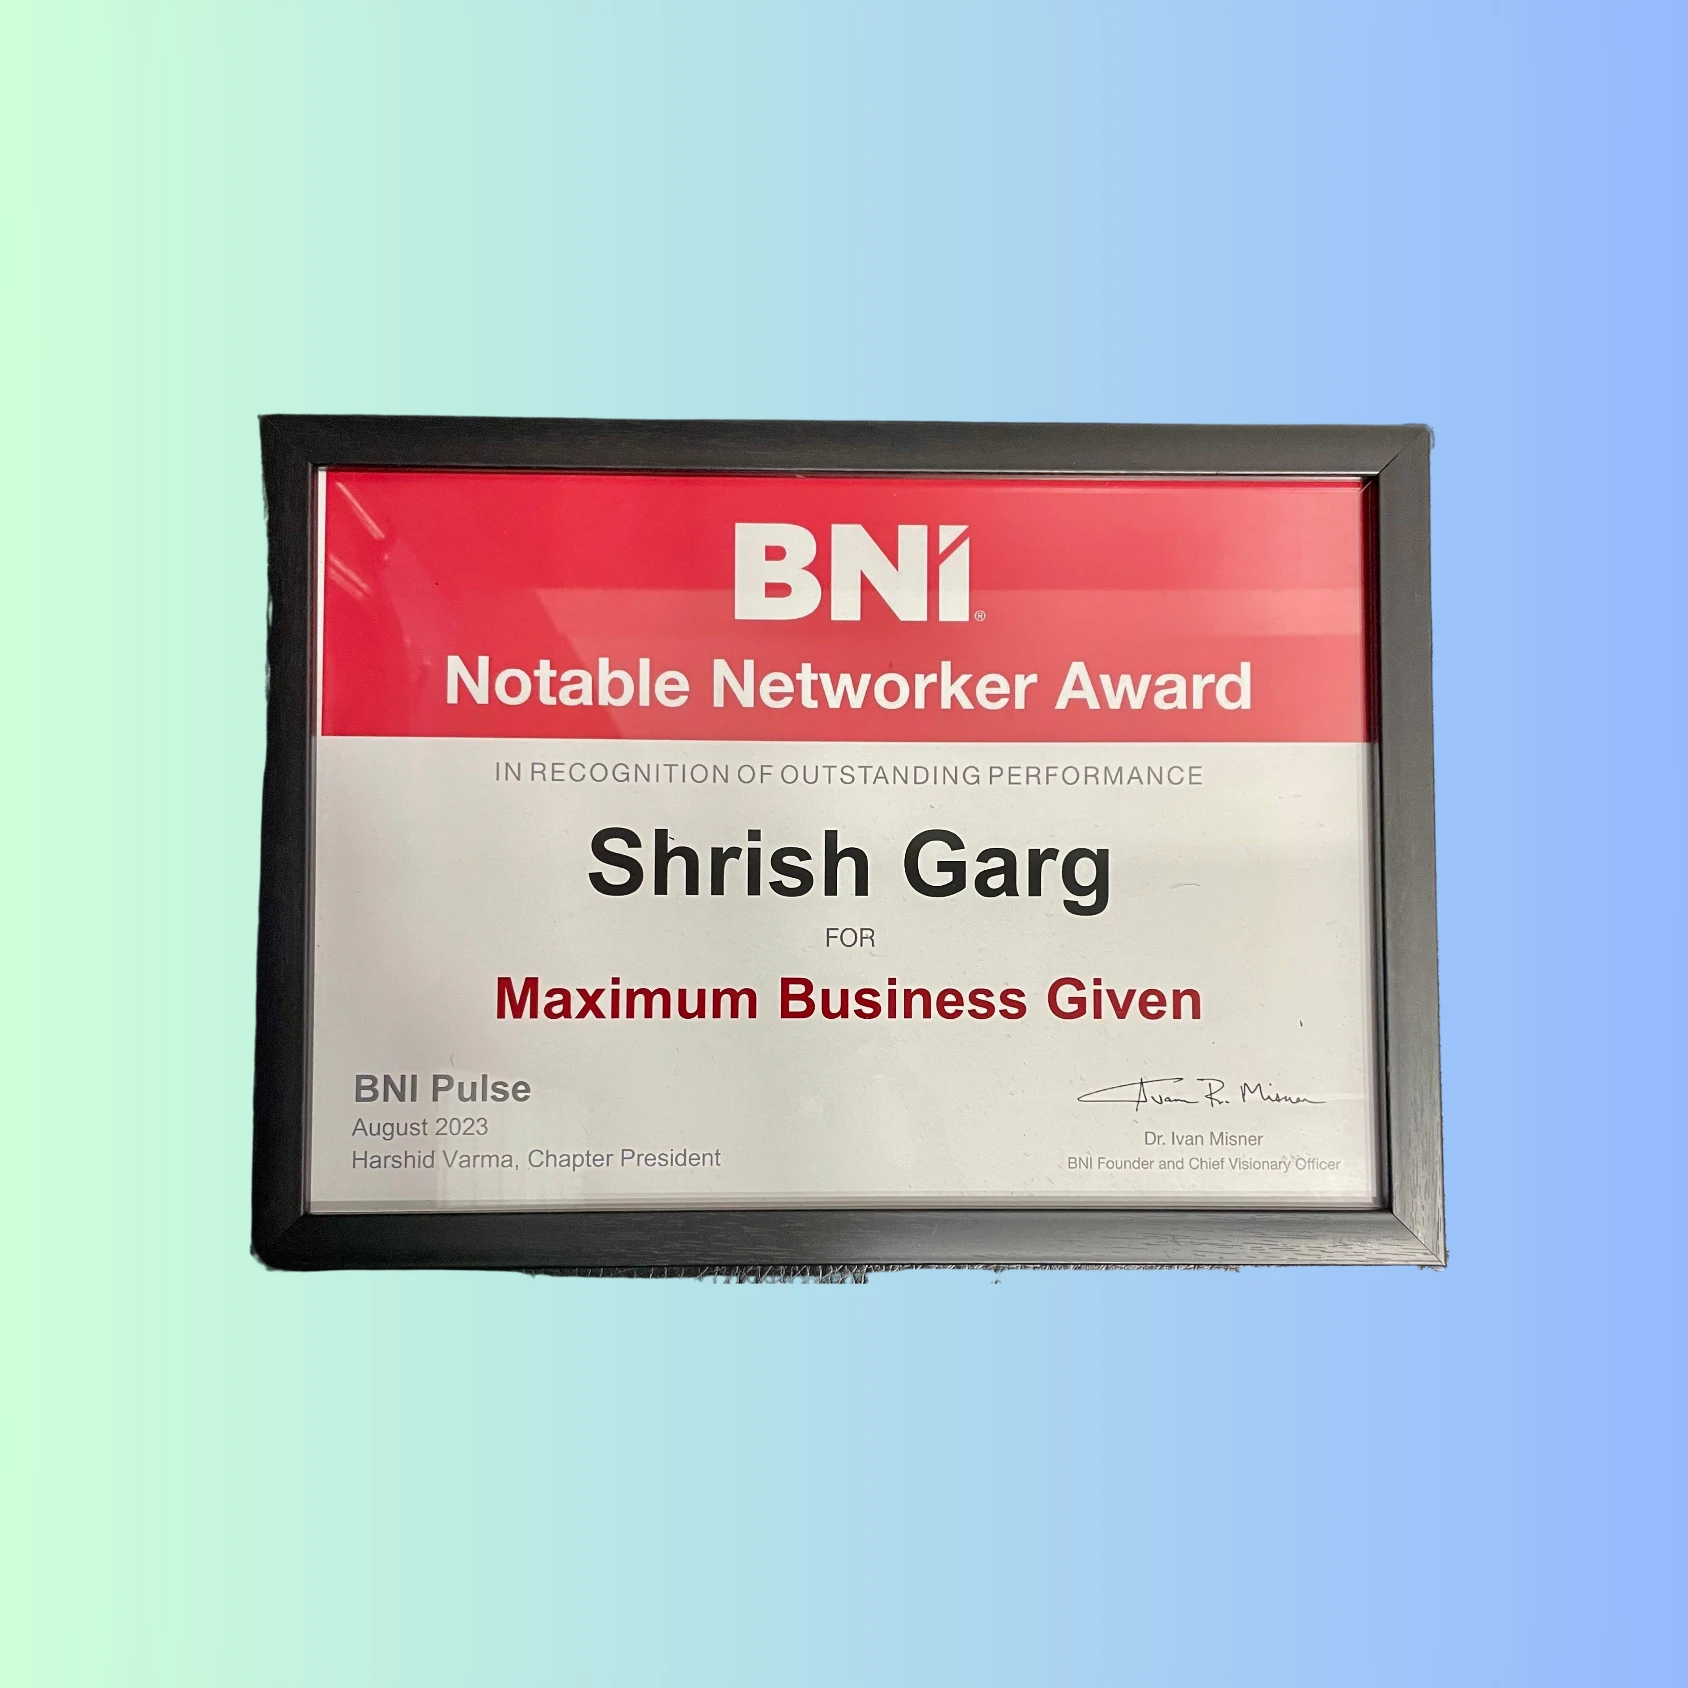 BNI®
Notable Networker Award
IN RECOGNITION OF OUTSTANDING PERFORMANCE
Shrish Garg
FOR
Maximum Business Given
BNI Pulse
August 2023
Harshid Varma, Chapter President
Ivan R. Misner
Dr. Ivan Misner
BNI Founder and Chief Visionary Officer